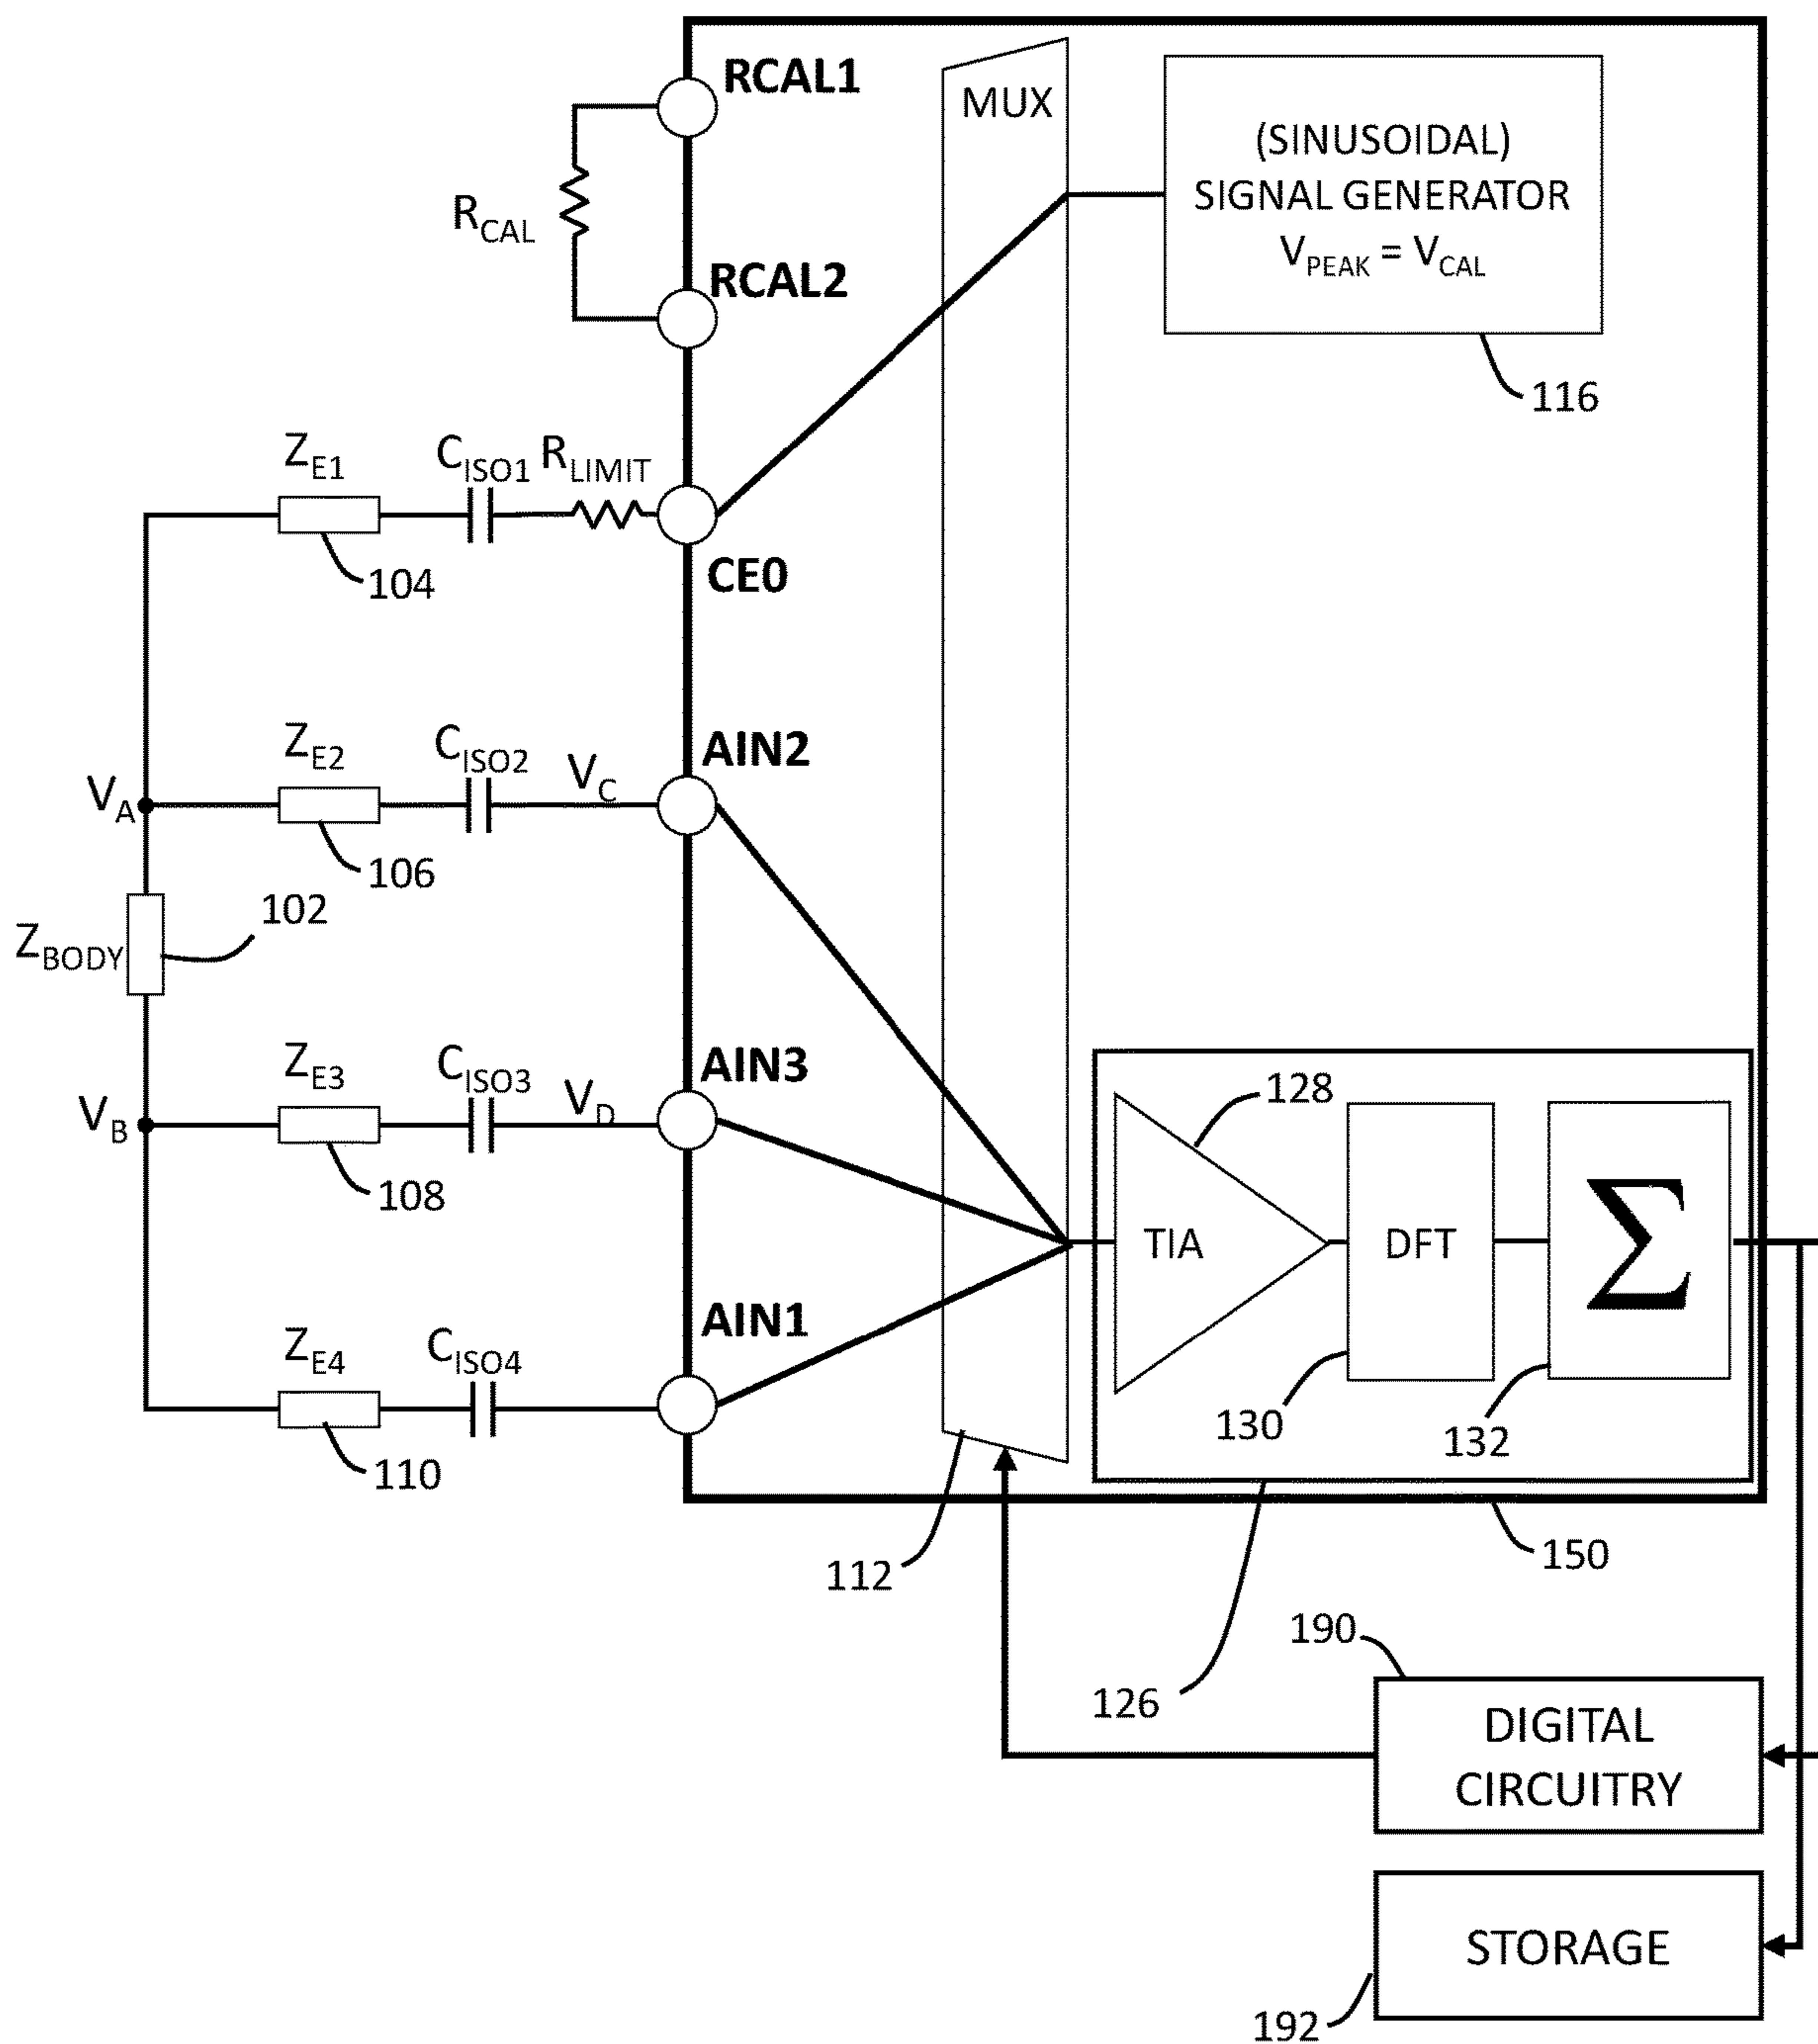 RCAL1
MUX
(SINUSOIDAL)
SIGNAL GENERATOR
VPEAK = VCAL
RCAL
RCAL2
116
ZE1
CISO1
RLIMIT
104
CE0
ZE2
CISO2
VC
AIN2
VA
106
102
ZBODY
ZE3
CISO3
VD
AIN3
VB
108
128
TIA
DFT
Σ
AIN1
ZE4
CISO4
110
130
132
112
150
190
126
DIGITAL
CIRCUITRY
STORAGE
192